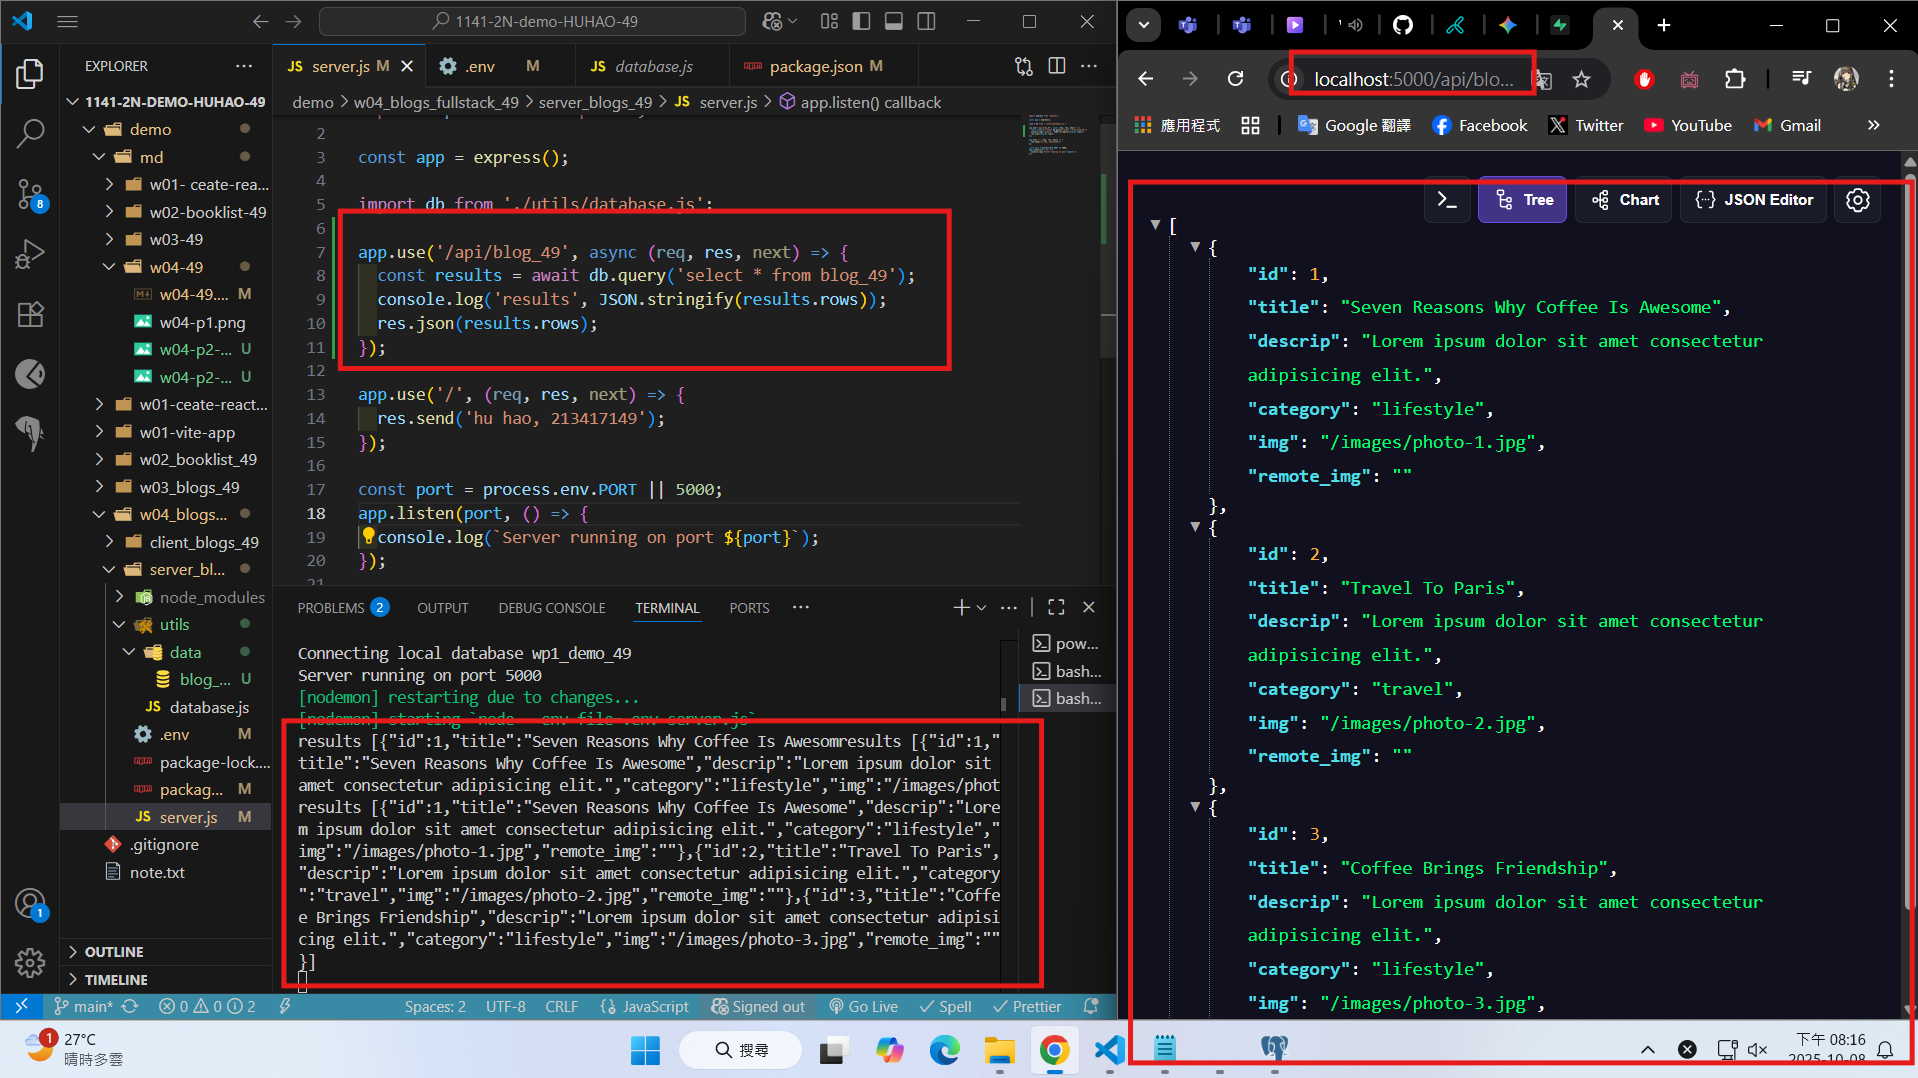 1141-2N-demo-HUHAO-49
EXPLORER
1141-2N-DEMO-HUHAO-49
demo
md
w01- ceate-rea...
w02-booklist-49
w03-49
w04-49
w04-49.... M
w04-p1.png
w04-p2-... U
w04-p2-... U
w01-ceate-react...
w01-vite-app
w02_booklist_49
w03_blogs_49
w04_blogs...
client_blogs_49
server_bl...
node_modules
utils
data
blog_... U
JS database.js
.env M
package-lock....
packag... M
JS server.js M
.gitignore
note.txt
OUTLINE
TIMELINE
8
1
JS server.js M
.env M
JS database.js
package.json M
demo > w04_blogs_fullstack_49 > server_blogs_49 > JS server.js > app.listen() callback
2
3 const app = express();
4
5 import db from './utils/database.js';
6
7 app.use('/api/blog_49', async (req, res, next) => {
8 const results = await db.query('select * from blog_49');
9 console.log('results', JSON.stringify(results.rows));
10 res.json(results.rows);
11 });
12
13 app.use('/', (req, res, next) => {
14 res.send('hu hao, 213417149');
15 });
16
17 const port = process.env.PORT || 5000;
18 app.listen(port, () => {
19 console.log(`Server running on port ${port}`);
20 });
21
PROBLEMS 2 OUTPUT DEBUG CONSOLE TERMINAL PORTS
Connecting local database wp1_demo_49
Server running on port 5000
[nodemon] restarting due to changes...
[nodemon] starting `node --env-file=.env server.js`
results [{"id":1,"title":"Seven Reasons Why Coffee Is Awesomresults [{"id":1,"
title":"Seven Reasons Why Coffee Is Awesome","descrip":"Lorem ipsum dolor sit
amet consectetur adipisicing elit.","category":"lifestyle","img":"/images/phot
results [{"id":1,"title":"Seven Reasons Why Coffee Is Awesome","descrip":"Lore
m ipsum dolor sit amet consectetur adipisicing elit.","category":"lifestyle","
img":"/images/photo-1.jpg","remote_img":""},{"id":2,"title":"Travel To Paris",
"descrip":"Lorem ipsum dolor sit amet consectetur adipisicing elit.","category
":"travel","img":"/images/photo-2.jpg","remote_img":""},{"id":3,"title":"Coffe
e Brings Friendship","descrip":"Lorem ipsum dolor sit amet consectetur adipisi
cing elit.","category":"lifestyle","img":"/images/photo-3.jpg","remote_img":""
}]
pow...
bash...
bash...
main* 0 0 2 Spaces: 2 UTF-8 CRLF {} JavaScript Signed out Go Live Spell Prettier
localhost:5000/api/blo...
應用程式 Google 翻譯 Facebook Twitter YouTube Gmail
Tree Chart JSON Editor
[
{
"id": 1,
"title": "Seven Reasons Why Coffee Is Awesome",
"descrip": "Lorem ipsum dolor sit amet consectetur
adipisicing elit.",
"category": "lifestyle",
"img": "/images/photo-1.jpg",
"remote_img": ""
},
{
"id": 2,
"title": "Travel To Paris",
"descrip": "Lorem ipsum dolor sit amet consectetur
adipisicing elit.",
"category": "travel",
"img": "/images/photo-2.jpg",
"remote_img": ""
},
{
"id": 3,
"title": "Coffee Brings Friendship",
"descrip": "Lorem ipsum dolor sit amet consectetur
adipisicing elit.",
"category": "lifestyle",
"img": "/images/photo-3.jpg",
1
27°C
晴時多雲
搜尋
下午 08:16
2025-10-08